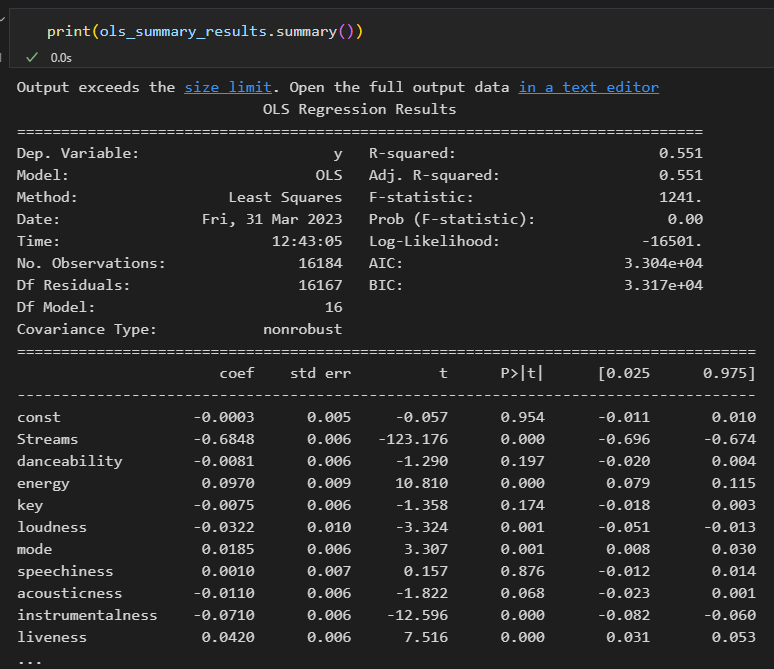 print(ols_summary_results.summary())
0.0s
Output exceeds the size limit. Open the full output data in a text editor
OLS Regression Results
==============================================================================
Dep. Variable:                      y   R-squared:                       0.551
Model:                            OLS   Adj. R-squared:                  0.551
Method:                 Least Squares   F-statistic:                     1241.
Date:                Fri, 31 Mar 2023   Prob (F-statistic):               0.00
Time:                        12:43:05   Log-Likelihood:                -16501.
No. Observations:               16184   AIC:                         3.304e+04
Df Residuals:                   16167   BIC:                         3.317e+04
Df Model:                          16
Covariance Type:            nonrobust
====================================================================================
                       coef    std err          t      P>|t|      [0.025      0.975]
------------------------------------------------------------------------------------
const               -0.0003      0.005     -0.057      0.954      -0.011       0.010
Streams             -0.6848      0.006   -123.176      0.000      -0.696      -0.674
danceability        -0.0081      0.006     -1.290      0.197      -0.020       0.004
energy               0.0970      0.009     10.810      0.000       0.079       0.115
key                 -0.0075      0.006     -1.358      0.174      -0.018       0.003
loudness            -0.0322      0.010     -3.324      0.001      -0.051      -0.013
mode                 0.0185      0.006      3.307      0.001       0.008       0.030
speechiness          0.0010      0.007      0.157      0.876      -0.012       0.014
acousticness        -0.0110      0.006     -1.822      0.068      -0.023       0.001
instrumentalness    -0.0710      0.006    -12.596      0.000      -0.082      -0.060
liveness             0.0420      0.006      7.516      0.000       0.031       0.053
...